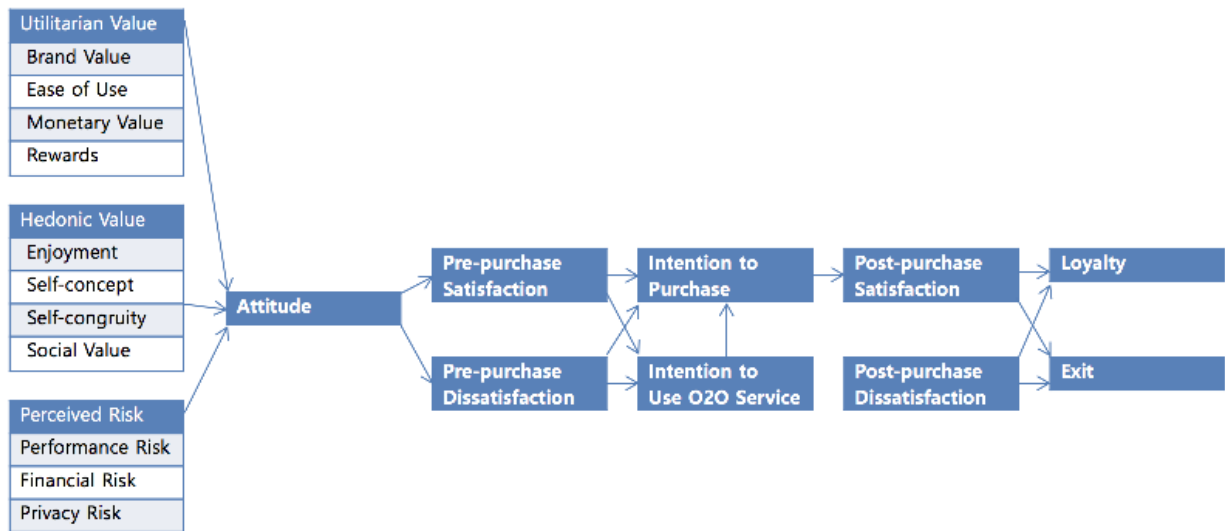 Utilitarian Value
Brand Value
Ease of Use
Monetary Value
Rewards
Hedonic Value
Enjoyment
Self-concept
Self-congruity
Social Value
Perceived Risk
Performance Risk
Financial Risk
Privacy Risk
Attitude
Pre-purchase
Satisfaction
Pre-purchase
Dissatisfaction
Intention to
Purchase
Intention to
Use O2O Service
Post-purchase
Satisfaction
Post-purchase
Dissatisfaction
Loyalty
Exit